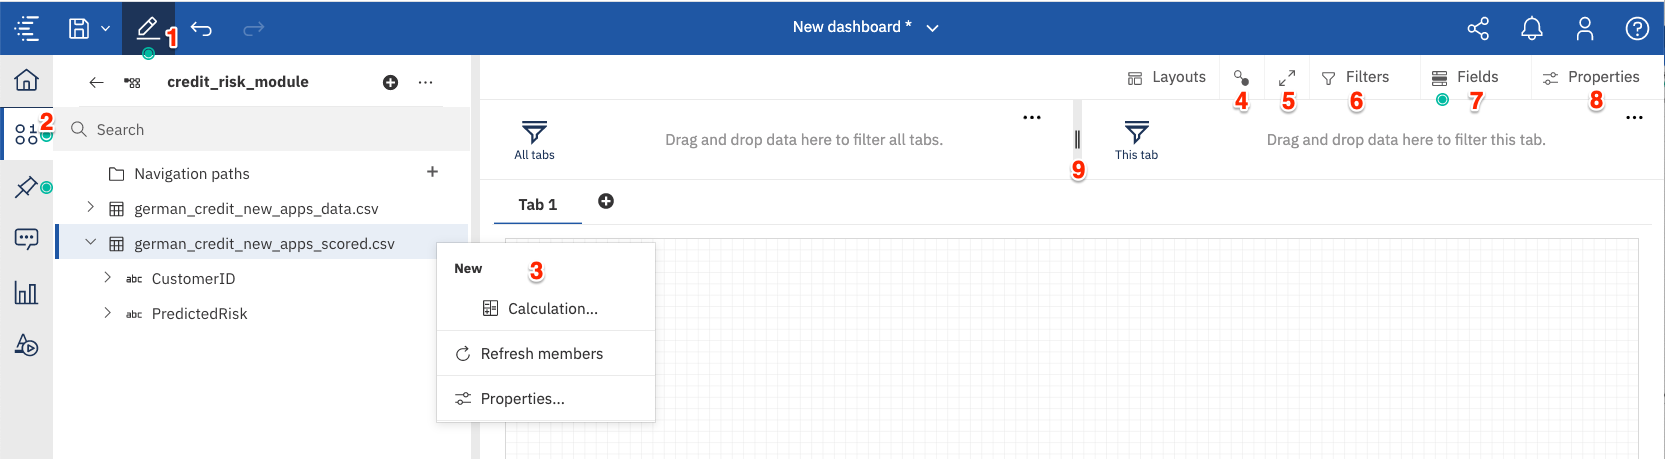 New dashboard *
1
credit_risk_module
Layouts
Filters
Fields
Properties
4
5
6
7
8
2
Search
All tabs
Drag and drop data here to filter all tabs.
This tab
Drag and drop data here to filter this tab.
9
Navigation paths
german_credit_new_apps_data.csv
Tab 1
german_credit_new_apps_scored.csv
abc CustomerID
abc PredictedRisk
New
3
Calculation...
Refresh members
Properties...